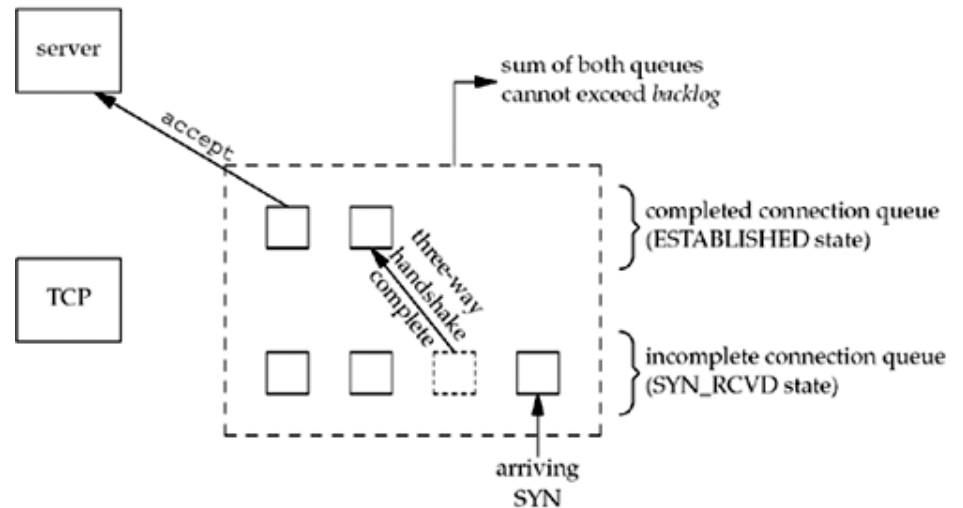 server
sum of both queues
cannot exceed backlog
accept
completed connection queue
(ESTABLISHED state)
three-way
handshake
complete
TCP
incomplete connection queue
(SYN_RCVD state)
arriving
SYN